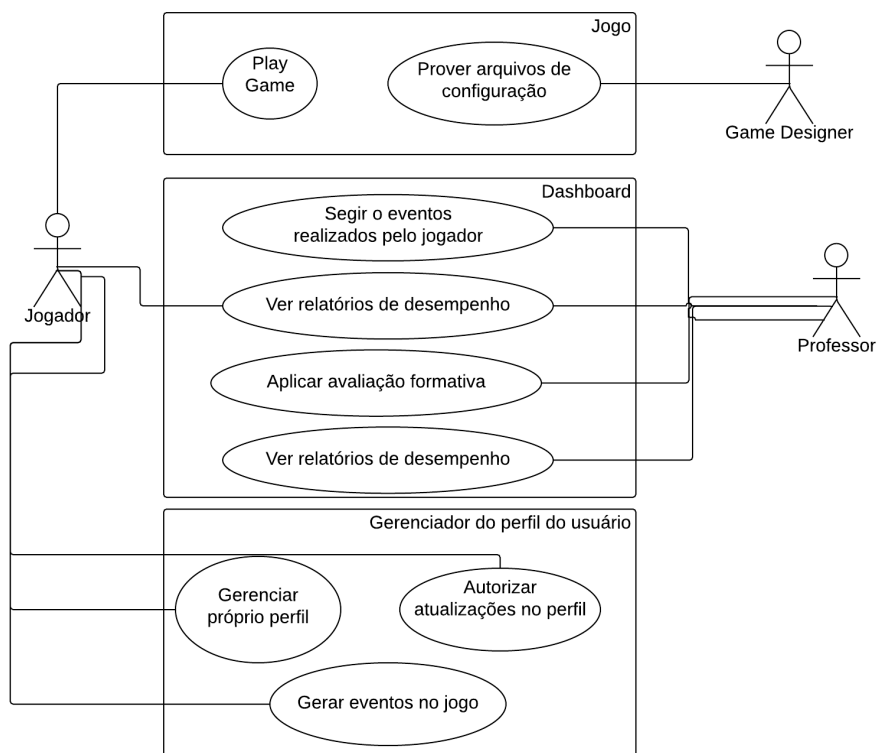 Jogo
Play
Game
Prover arquivos de
configuração
Game Designer
Dashboard
Segir o eventos
realizados pelo jogador
Ver relatórios de desempenho
Jogador
Professor
Aplicar avaliação formativa
Ver relatórios de desempenho
Gerenciador do perfil do usuário
Gerenciar
próprio perfil
Autorizar
atualizações no perfil
Gerar eventos no jogo